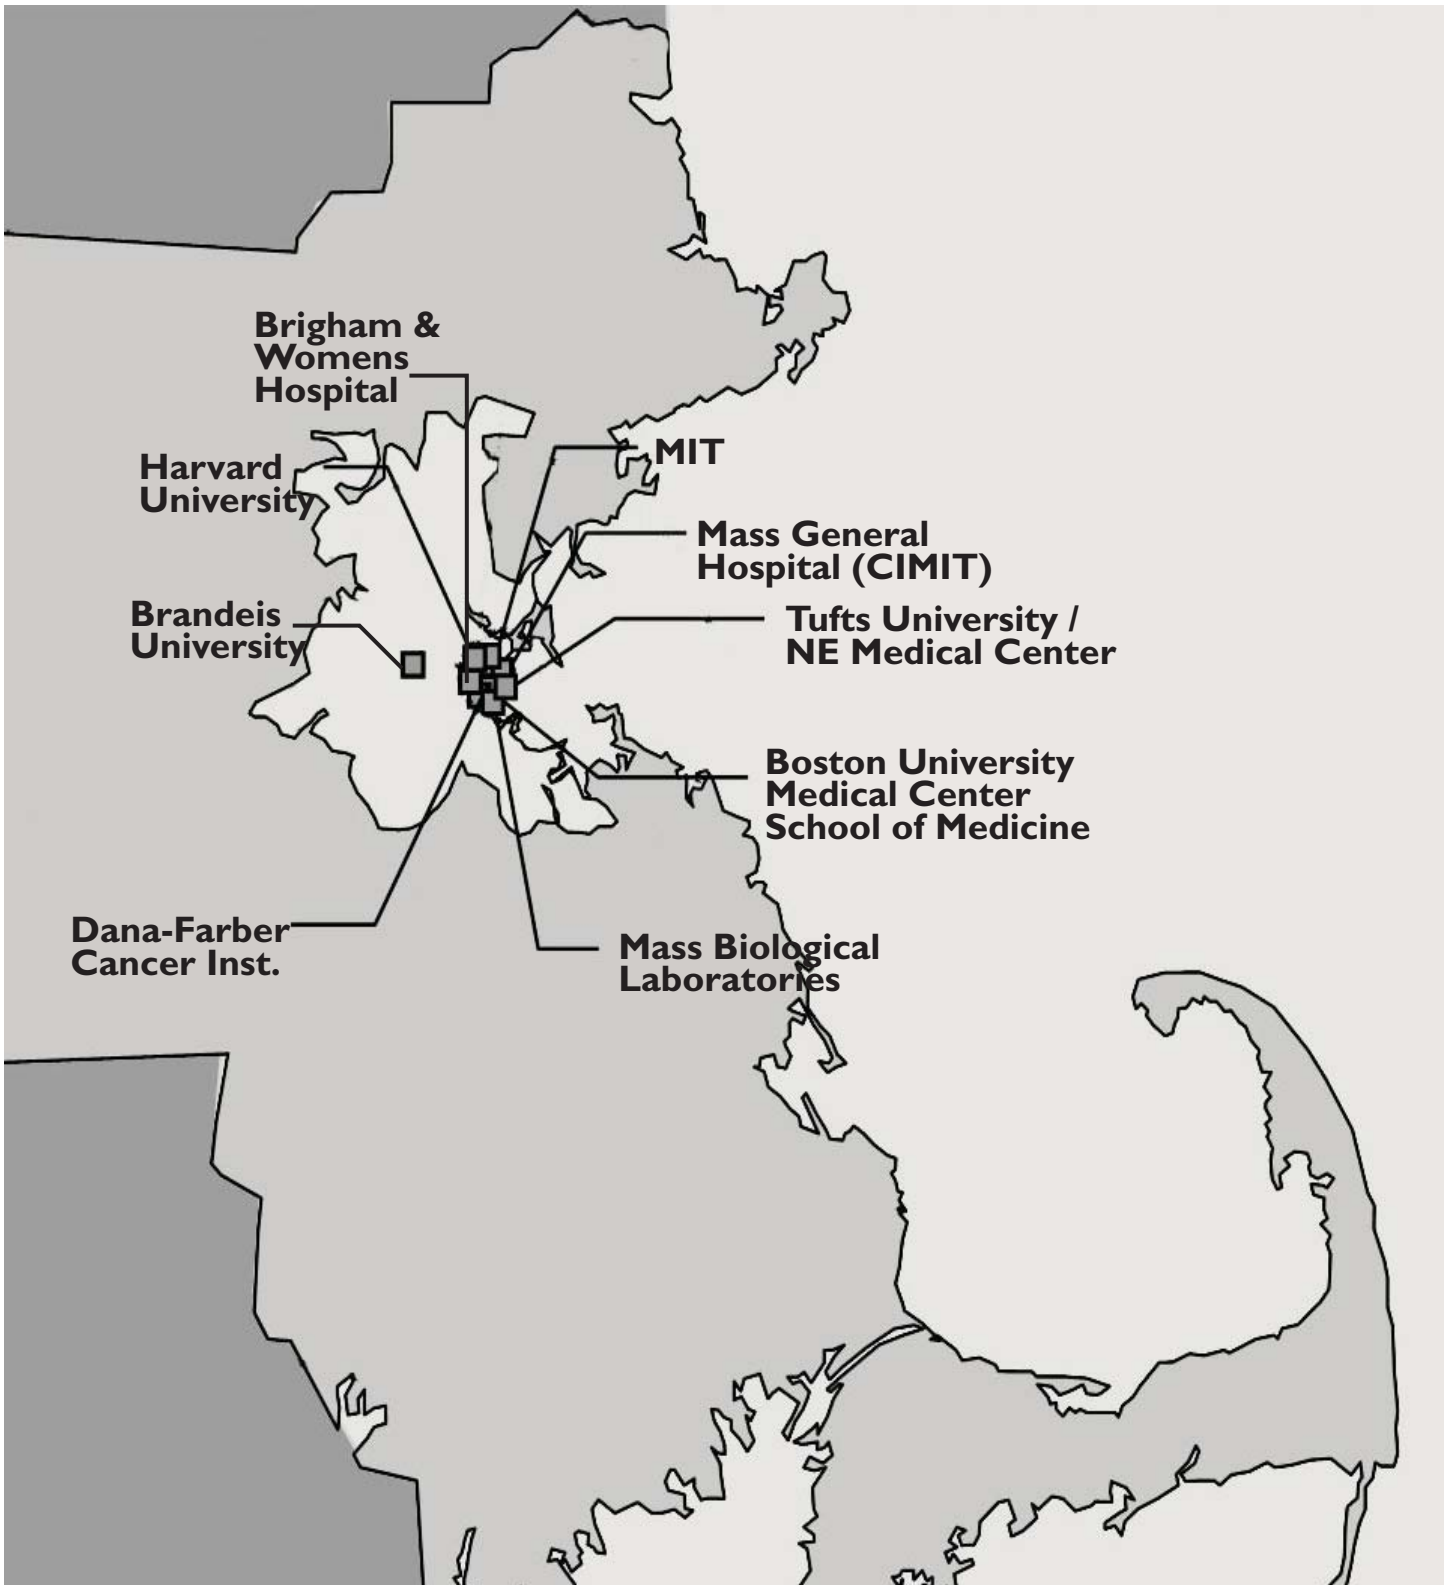 Brigham &
Womens
Hospital
Harvard
University
MIT
Mass General
Hospital (CIMIT)
Brandeis
University
Tufts University /
NE Medical Center
Boston University
Medical Center
School of Medicine
Dana-Farber
Cancer Inst.
Mass Biological
Laboratories